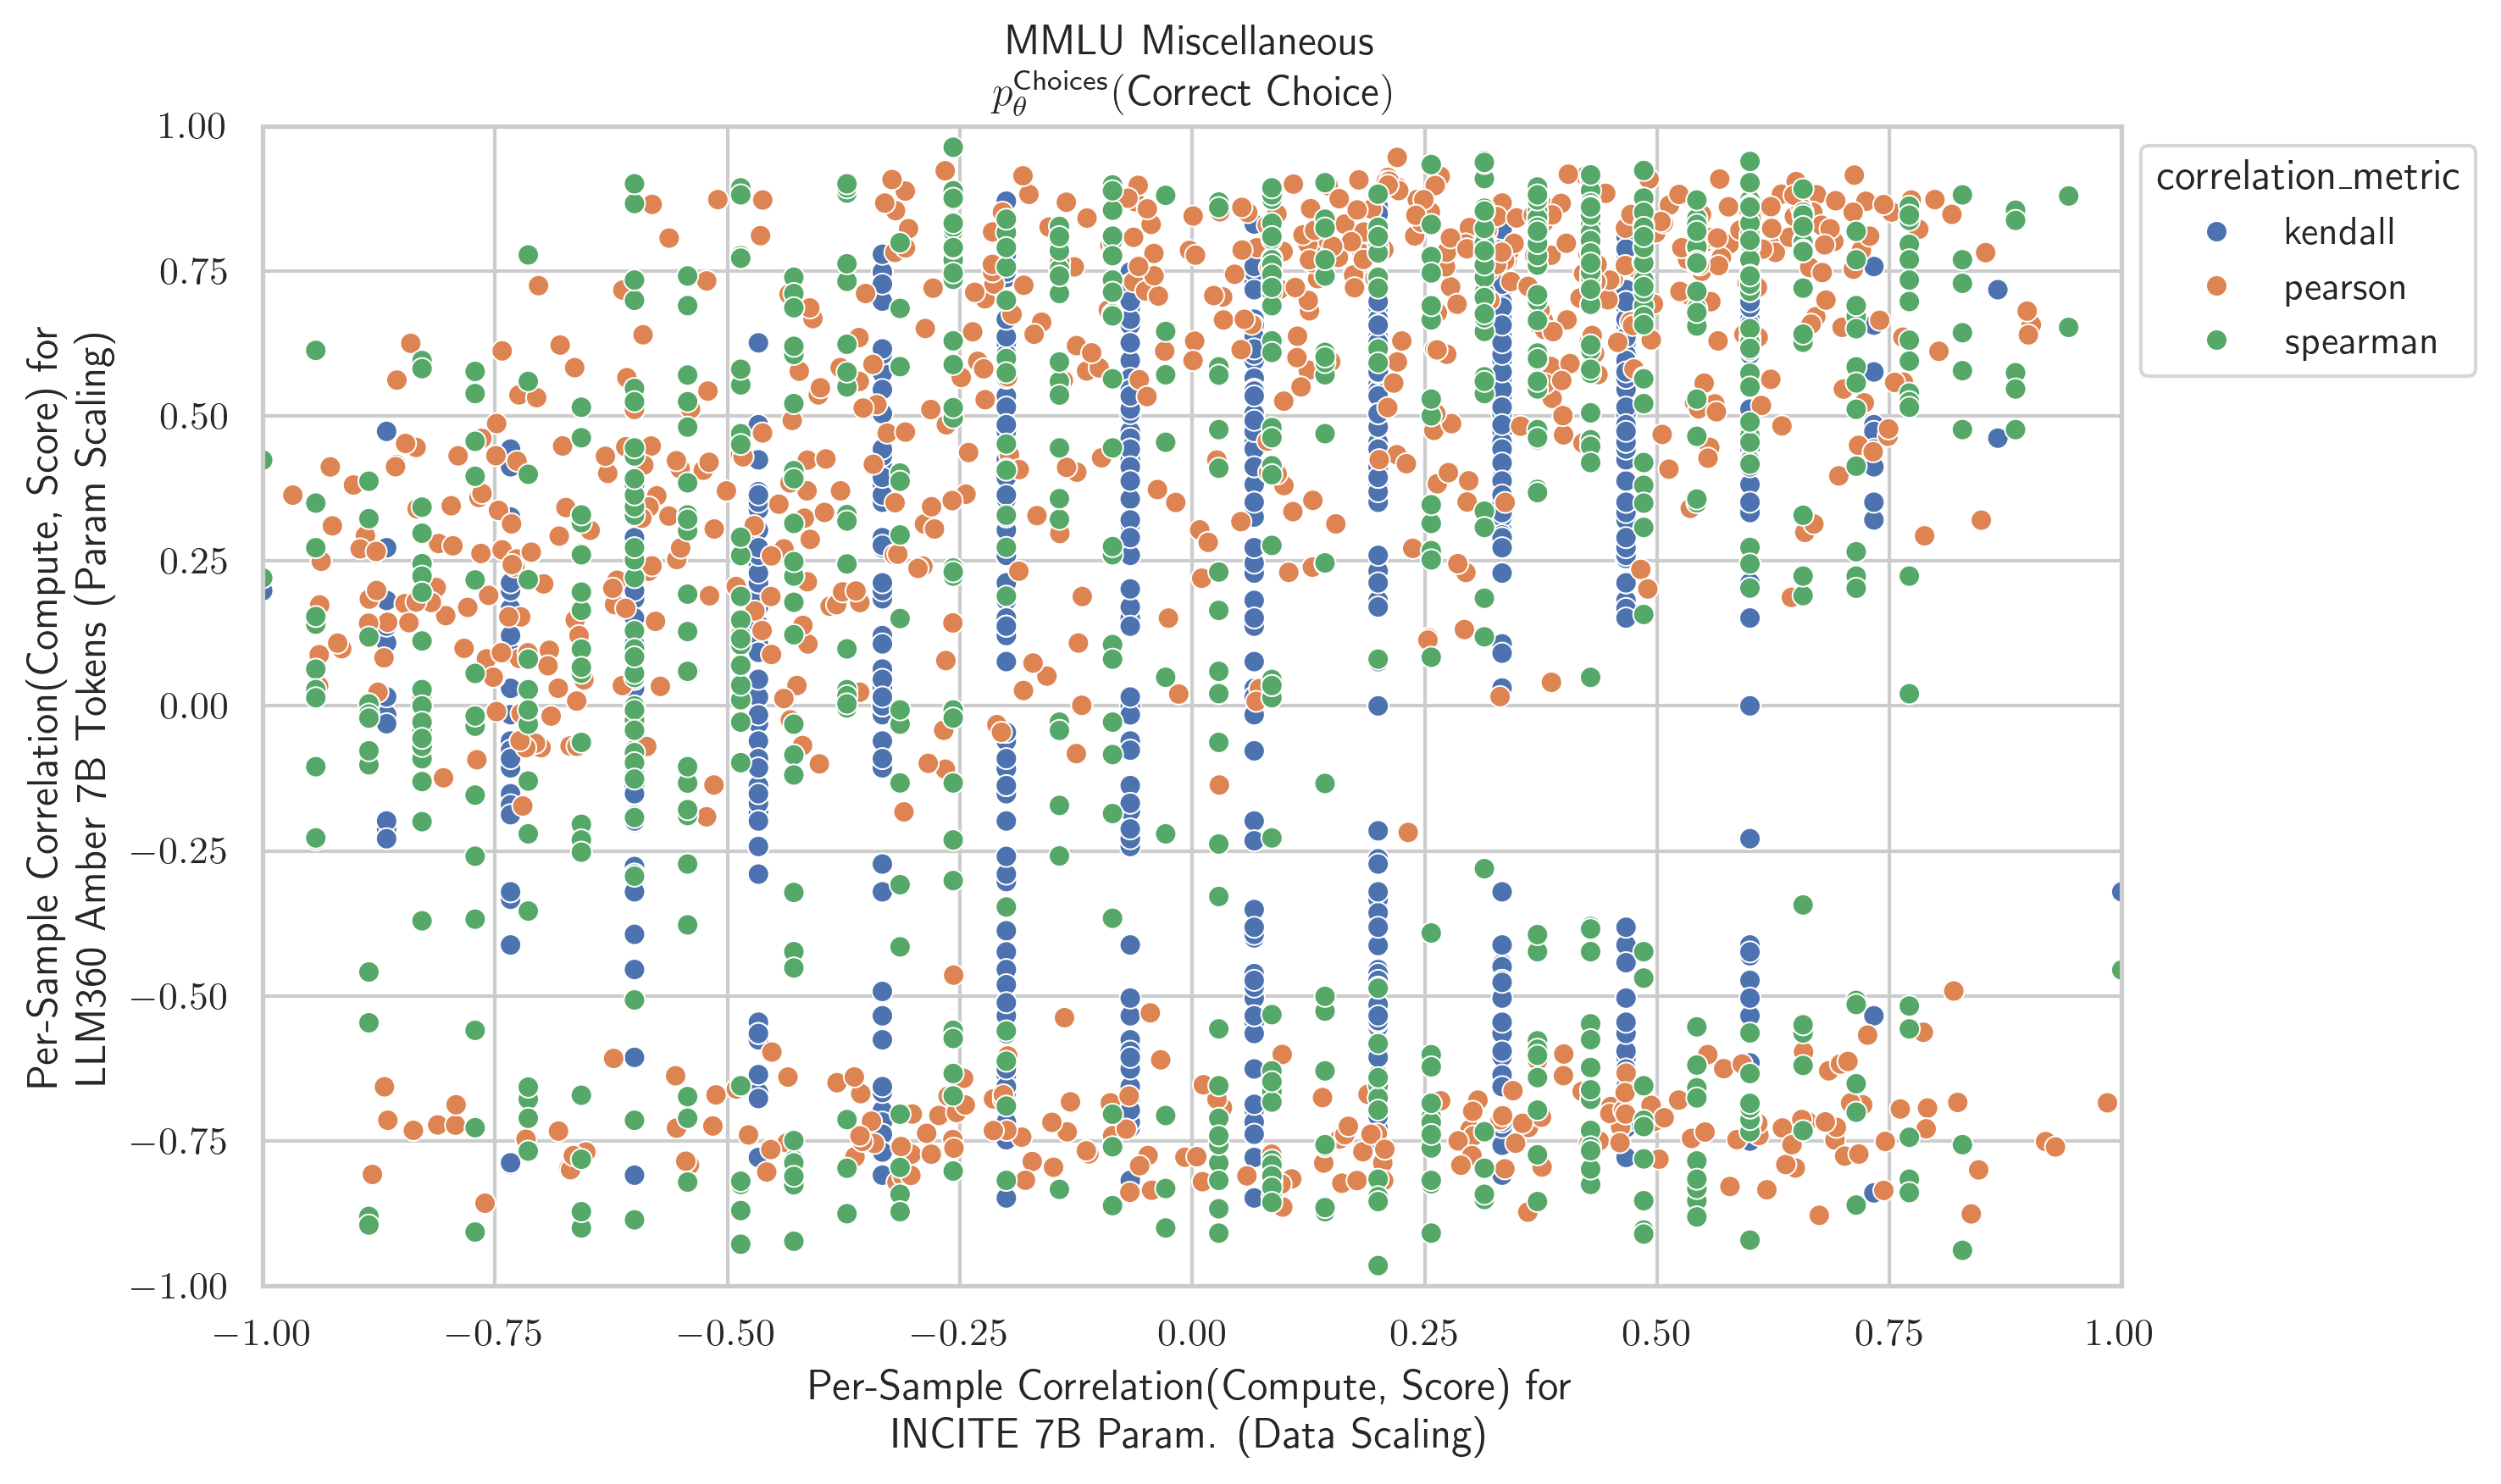 MMLU Miscellaneous
p_θ^Choices(Correct Choice)
1.00
0.75
0.50
0.25
0.00
−0.25
−0.50
−0.75
−1.00
Per-Sample Correlation(Compute, Score) for
LLM360 Amber 7B Tokens (Param Scaling)
−1.00 −0.75 −0.50 −0.25 0.00 0.25 0.50 0.75 1.00
Per-Sample Correlation(Compute, Score) for
INCITE 7B Param. (Data Scaling)
correlation_metric
kendall
pearson
spearman